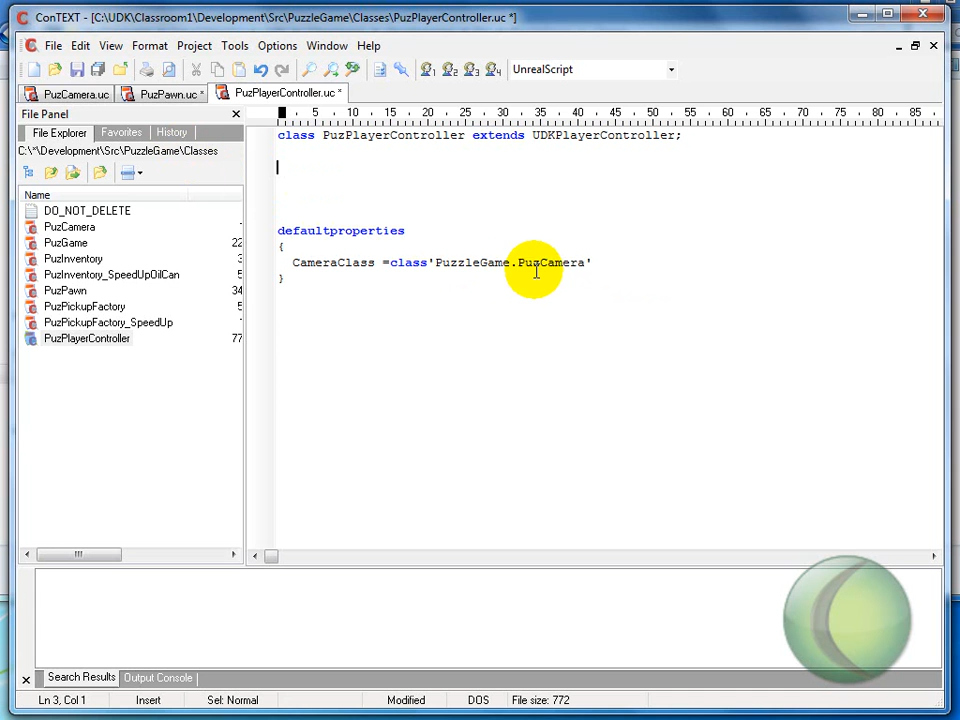 ConTEXT - [C:\UDK\Classroom1\Development\Src\PuzzleGame\Classes\PuzPlayerController.uc *]
File Edit View Format Project Tools Options Window Help
1 2 3 4 UnrealScript
PuzCamera.uc PuzPawn.uc * PuzPlayerController.uc *
File Panel
File Explorer Favorites History
C:\*\Development\Src\PuzzleGame\Classes
Name
DO_NOT_DELETE
PuzCamera
PuzGame 22
PuzInventory 3
PuzInventory_SpeedUpOilCan 5
PuzPawn 34
PuzPickupFactory 5
PuzPickupFactory_SpeedUp
PuzPlayerController 77
5 10 15 20 25 30 35 40 45 50 55 60 65 70 75 80 85
class PuzPlayerController extends UDKPlayerController;
defaultproperties
{
CameraClass =class'PuzzleGame.PuzCamera'
}
Search Results Output Console
Ln 3, Col 1 Insert Sel: Normal Modified DOS File size: 772